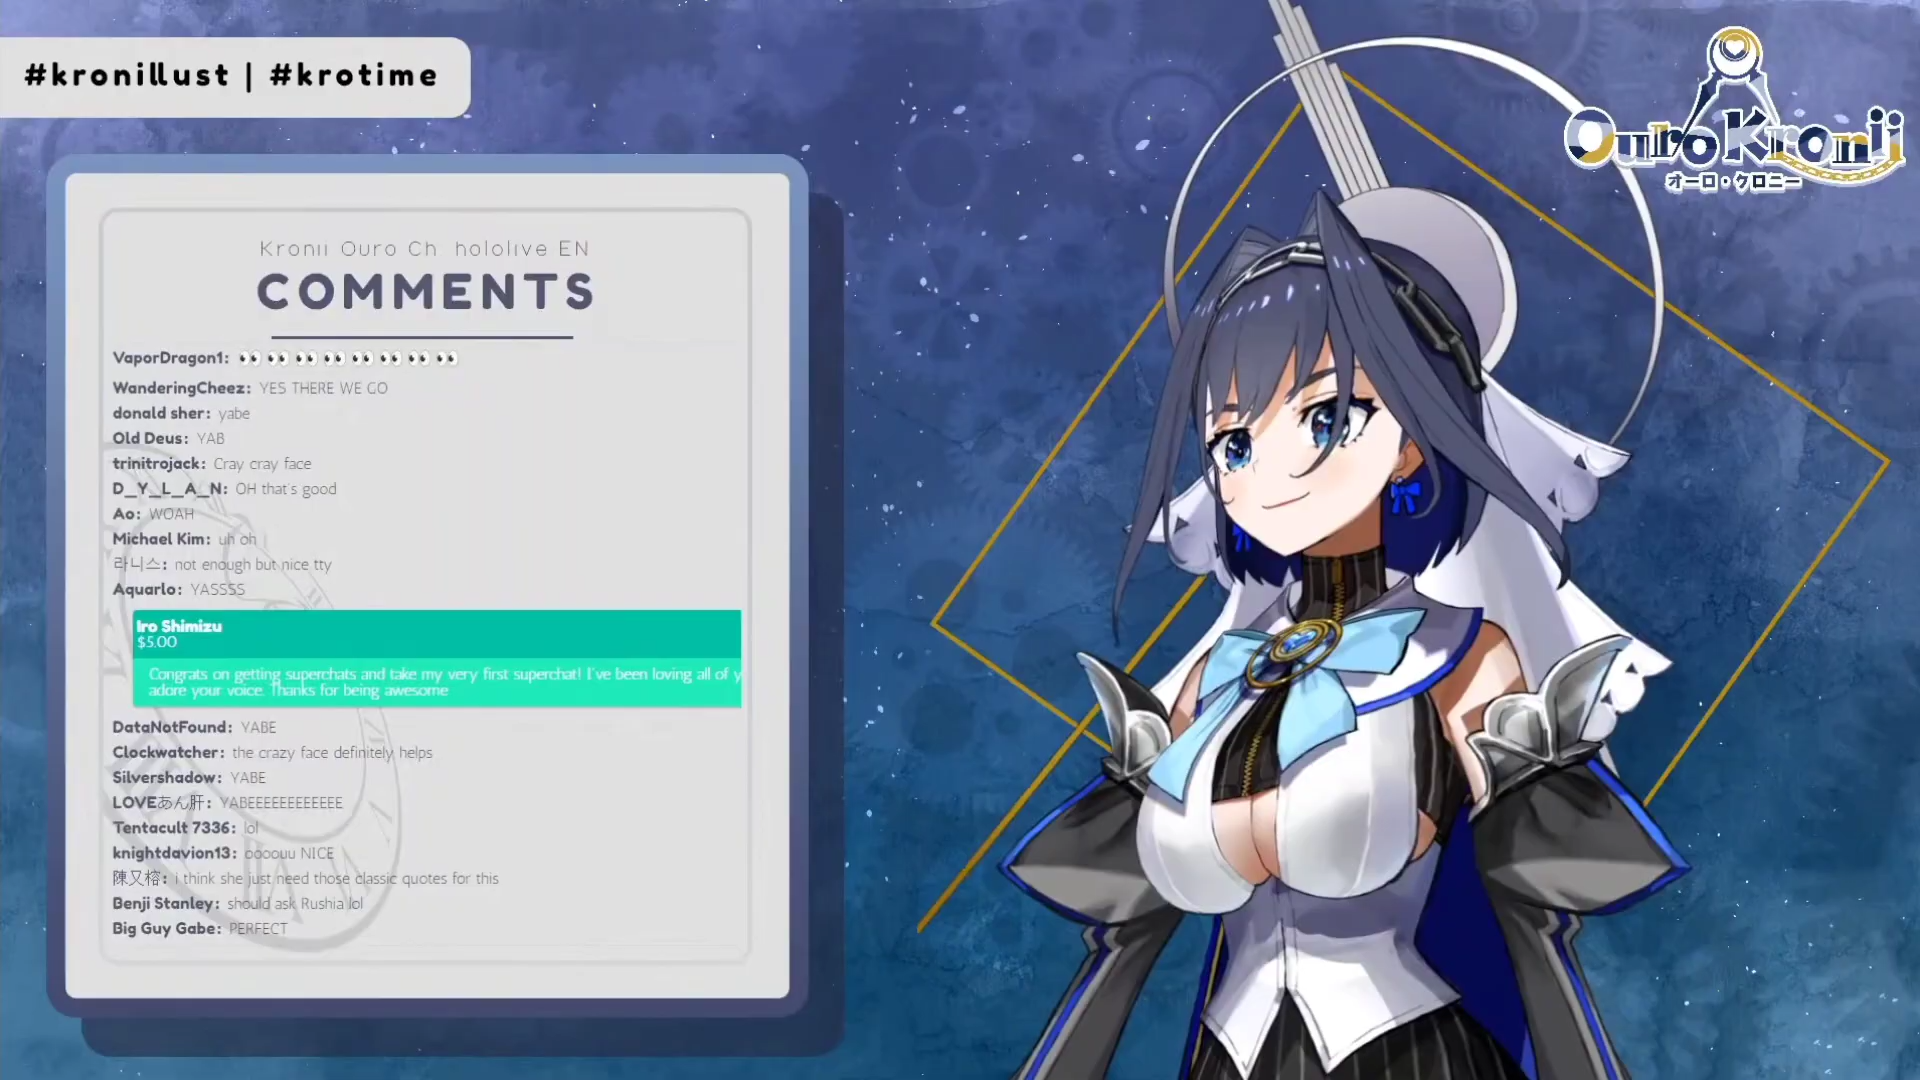 #kronillust | #krotime
Ouro Kronii
オーロ・クロニー
Kronii Ouro Ch hololive EN
COMMENTS
VaporDragon1: 👀 👀 👀 👀 👀 👀 👀 👀
WanderingCheez: YES THERE WE GO
donald sher: yabe
Old Deus: YAB
trinitrojack: Cray cray face
D_Y_L_A_N: OH that's good
Ao: WOAH
Michael Kim: uh oh
라니스: not enough but nice tty
Aquarlo: YASSSS
Iro Shimizu
$5.00
Congrats on getting superchats and take my very first superchat! I've been loving all of y
adore your voice. Thanks for being awesome
DataNotFound: YABE
Clockwatcher: the crazy face definitely helps
Silvershadow: YABE
LOVEあん肝: YABEEEEEEEEEEEE
Tentacult 7336: lol
knightdavion13: oooouu NICE
陳又榕: i think she just need those classic quotes for this
Benji Stanley: should ask Rushia lol
Big Guy Gabe: PERFECT